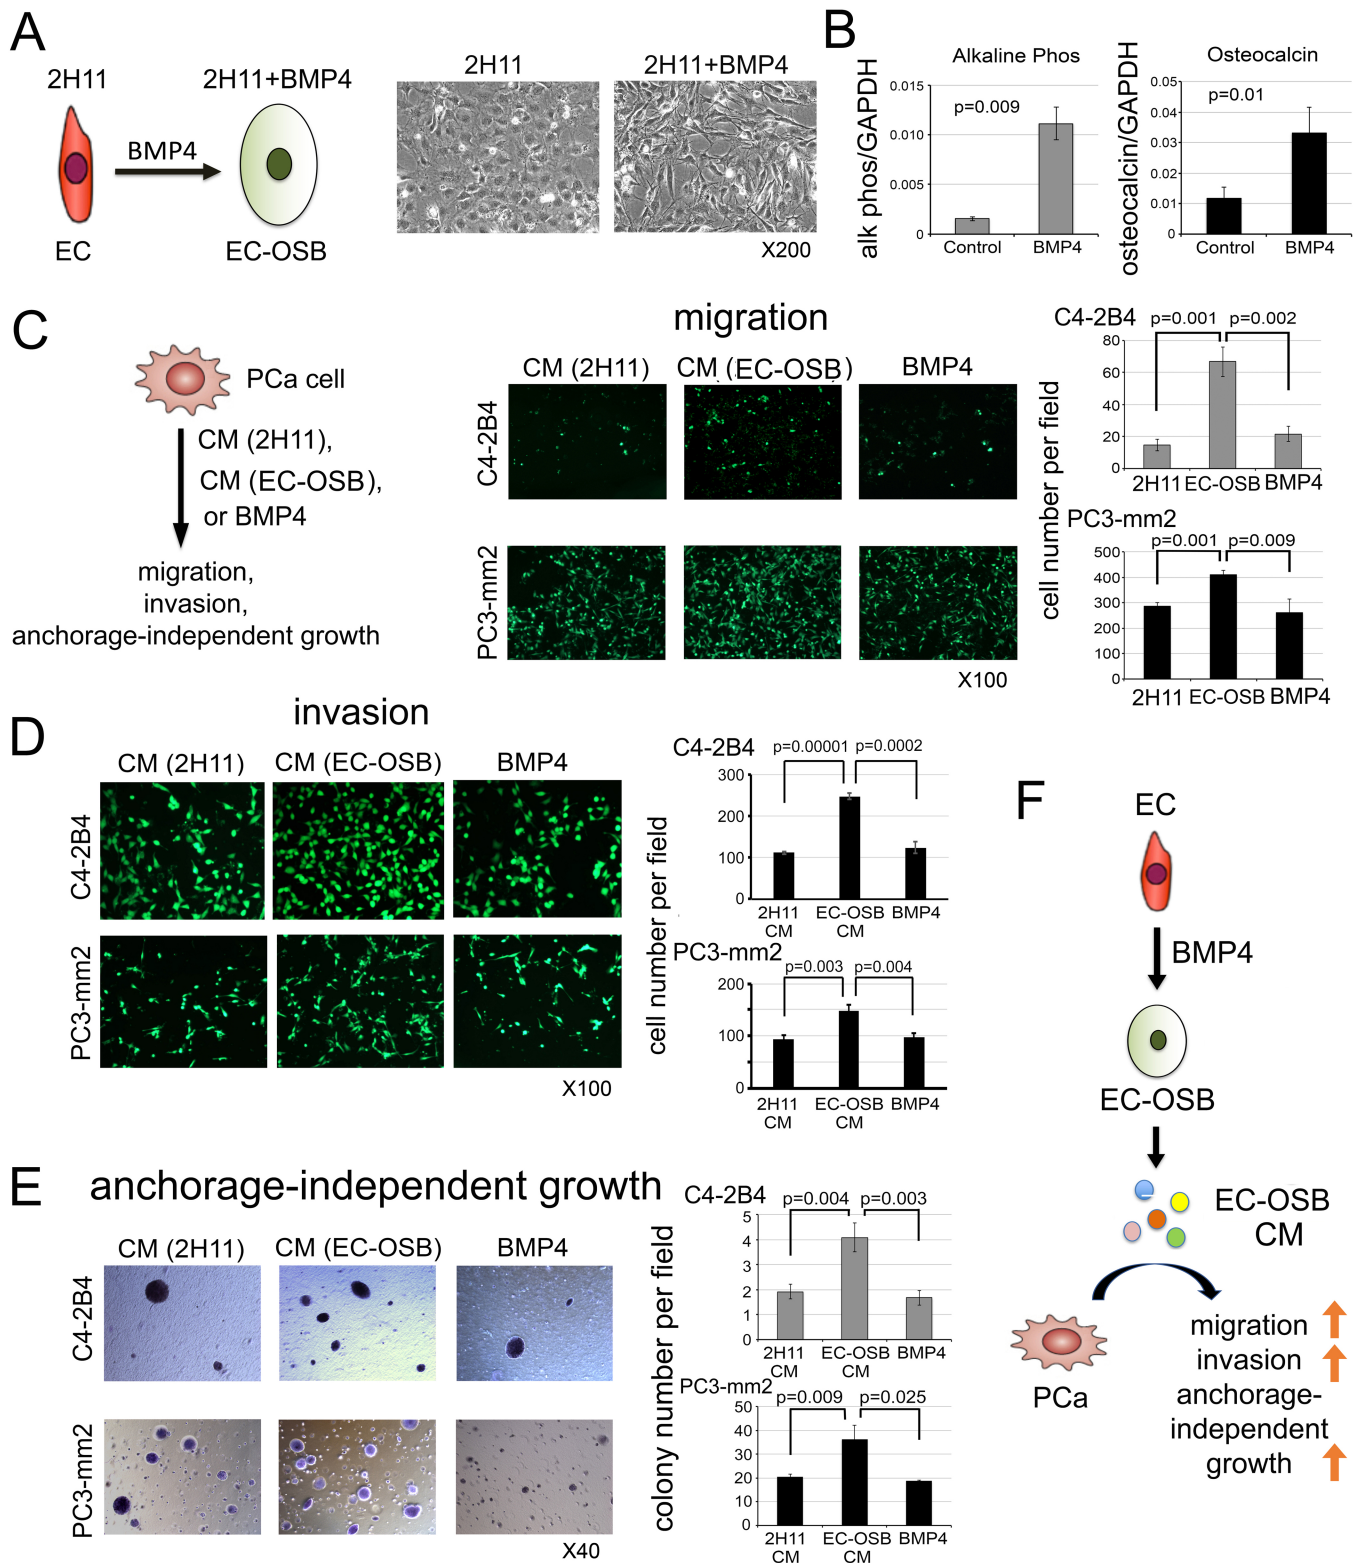 A
2H11
2H11+BMP4
BMP4
EC
EC-OSB
2H11
2H11+BMP4
X200
B
Alkaline Phos
alk phos/GAPDH
p=0.009
0.015
0.010
0.005
0
Control
BMP4
Osteocalcin
osteocalcin/GAPDH
p=0.01
0.05
0.04
0.03
0.02
0.01
0
Control
BMP4
C
PCa cell
CM (2H11),
CM (EC-OSB),
or BMP4
migration,
invasion,
anchorage-independent growth
migration
CM (2H11)
CM (EC-OSB)
BMP4
C4-2B4
PC3-mm2
X100
cell number per field
C4-2B4
p=0.001
p=0.002
80
60
40
20
0
2H11
EC-OSB
BMP4
PC3-mm2
p=0.001
p=0.009
500
400
300
200
100
0
2H11
EC-OSB
BMP4
D
invasion
CM (2H11)
CM (EC-OSB)
BMP4
C4-2B4
PC3-mm2
X100
cell number per field
C4-2B4
p=0.00001
p=0.0002
300
200
100
0
2H11
CM
EC-OSB
CM
BMP4
PC3-mm2
p=0.003
p=0.004
200
100
0
2H11
CM
EC-OSB
CM
BMP4
E
anchorage-independent growth
CM (2H11)
CM (EC-OSB)
BMP4
C4-2B4
PC3-mm2
X40
colony number per field
C4-2B4
p=0.004
p=0.003
5
4
3
2
1
0
2H11
CM
EC-OSB
CM
BMP4
PC3-mm2
p=0.009
p=0.025
50
40
30
20
10
0
2H11
CM
EC-OSB
CM
BMP4
F
EC
BMP4
EC-OSB
EC-OSB
CM
PCa
migration
invasion
anchorage-
independent
growth